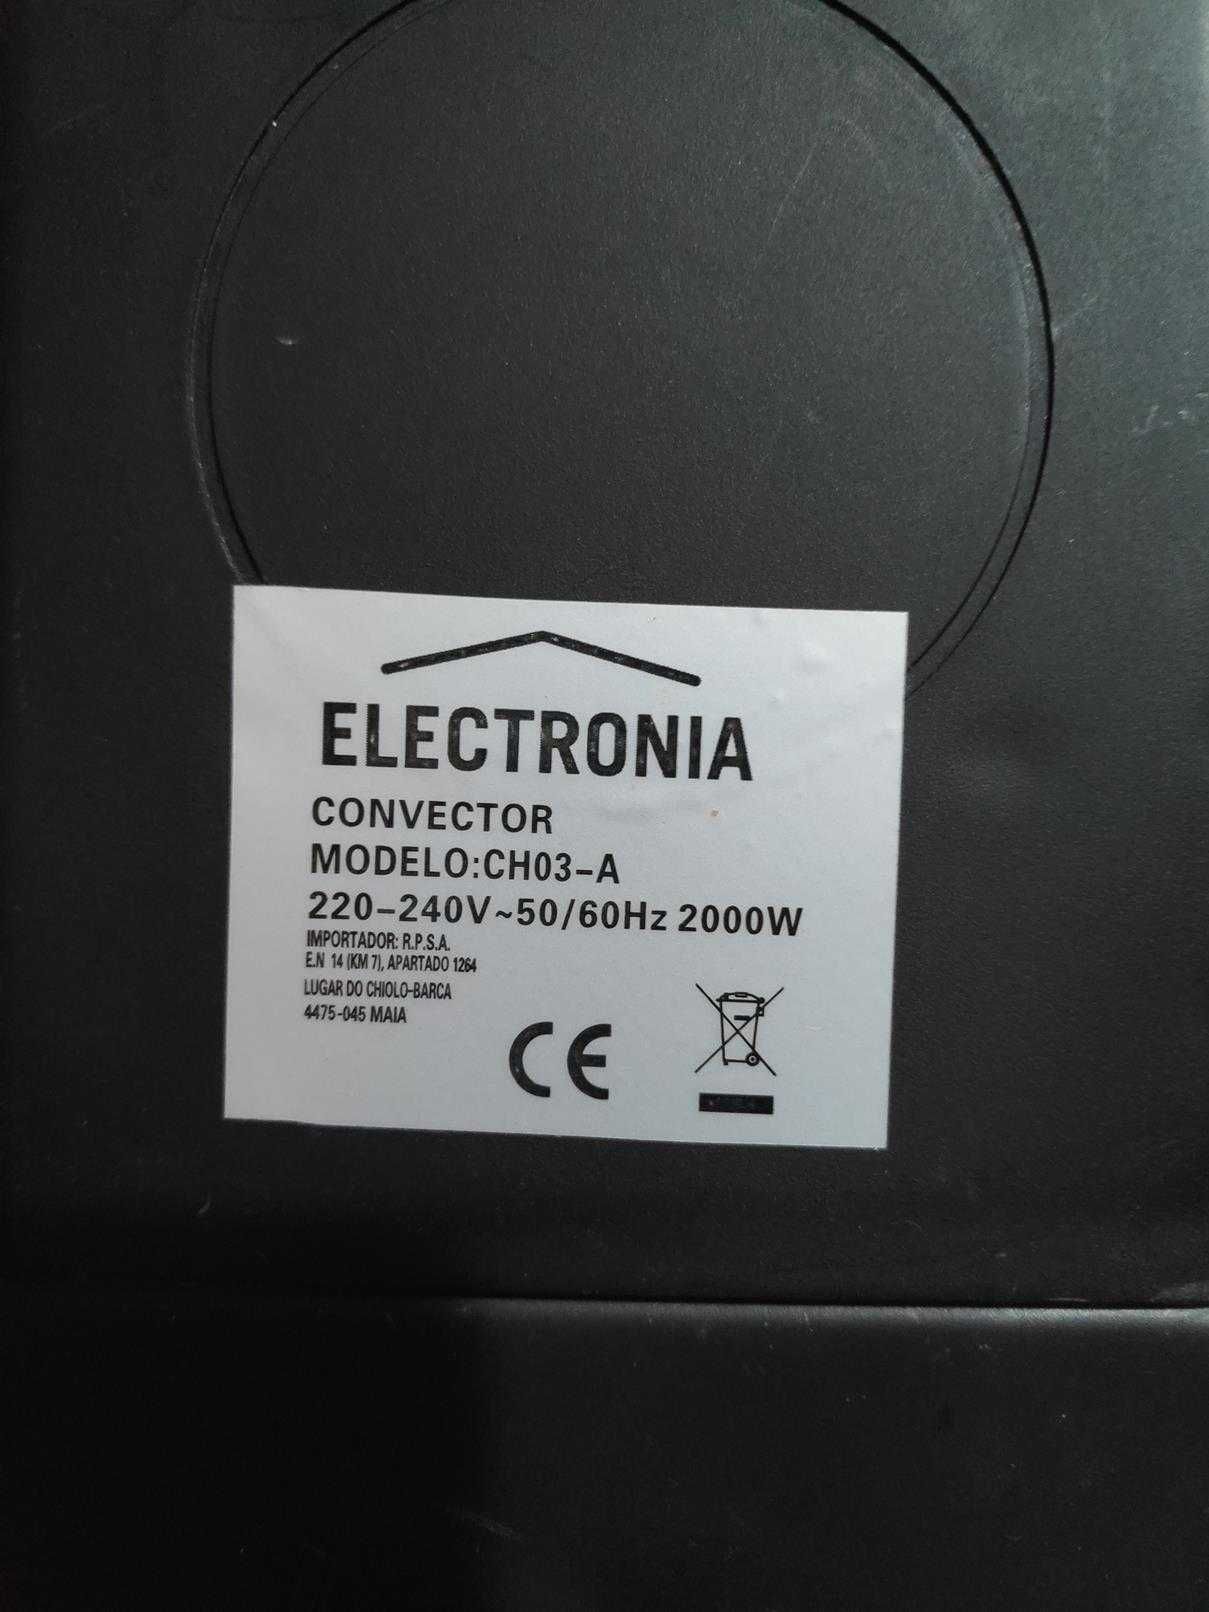 ELECTRONIA
CONVECTOR
MODELO:CH03-A
220-240V~50/60Hz 2000W
IMPORTADOR: R.P.S.A.
E.N 14 (KM 7), APARTADO 1264
LUGAR DO CHIOLO-BARCA
4475-045 MAIA
CE